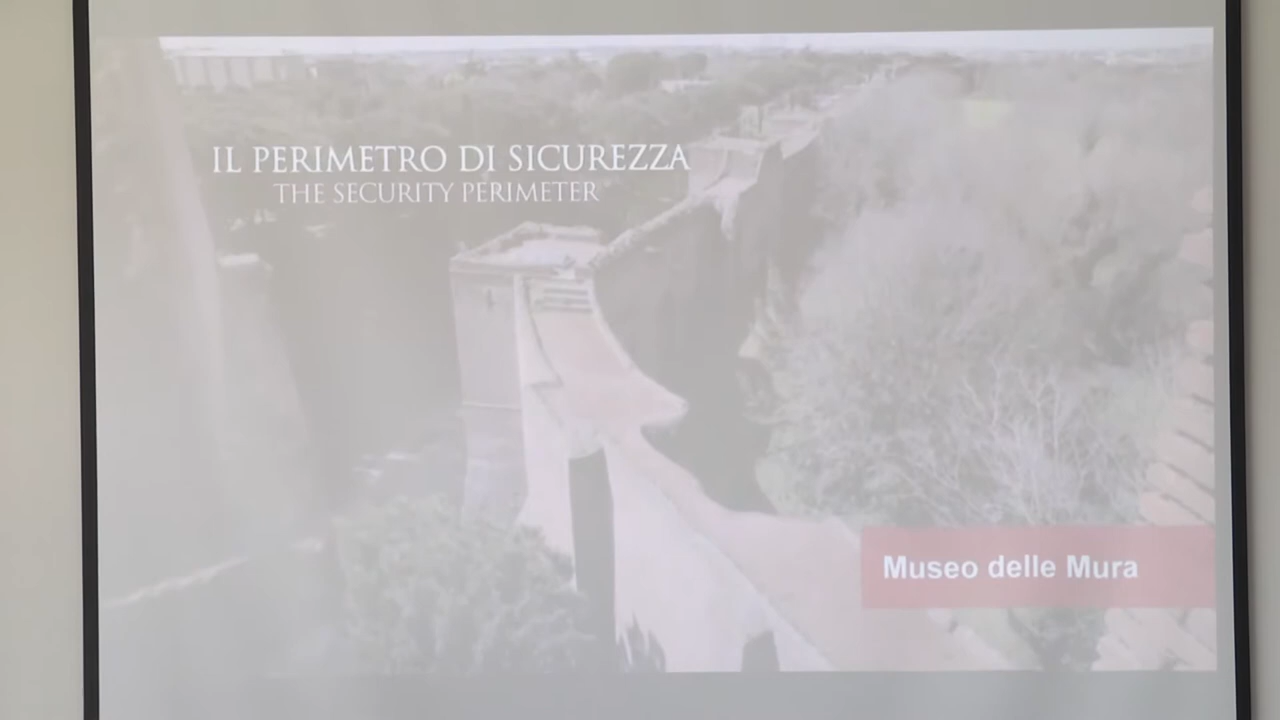 IL PERIMETRO DI SICUREZZA
THE SECURITY PERIMETER
Museo delle Mura